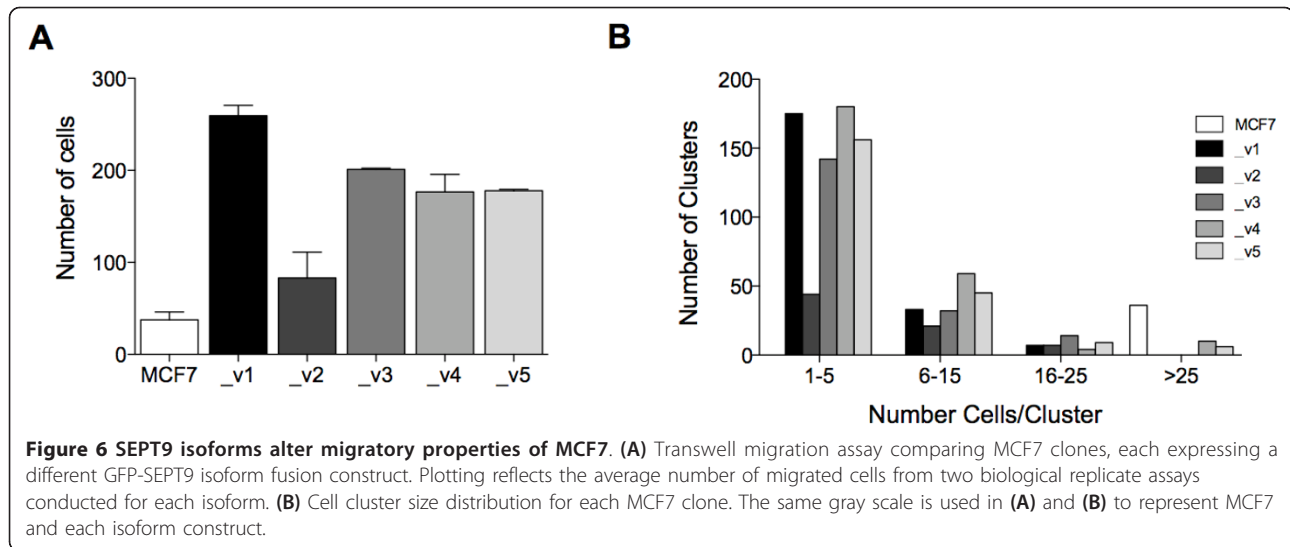 A
B
Number of cells
300
200
100
0
MCF7 _v1 _v2 _v3 _v4 _v5
Number of Clusters
200
150
100
50
0
1-5 6-15 16-25 >25
Number Cells/Cluster
MCF7
_v1
_v2
_v3
_v4
_v5
Figure 6 SEPT9 isoforms alter migratory properties of MCF7. (A) Transwell migration assay comparing MCF7 clones, each expressing a
different GFP-SEPT9 isoform fusion construct. Plotting reflects the average number of migrated cells from two biological replicate assays
conducted for each isoform. (B) Cell cluster size distribution for each MCF7 clone. The same gray scale is used in (A) and (B) to represent MCF7
and each isoform construct.